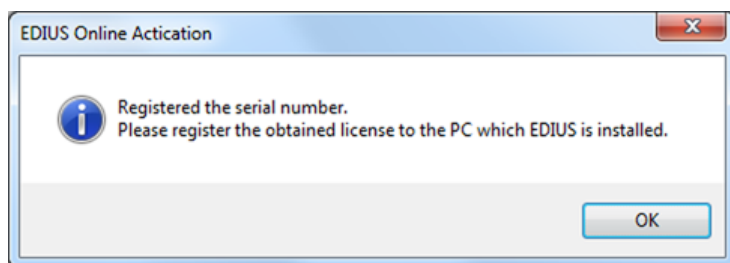 EDIUS Online Actication
Registered the serial number.
Please register the obtained license to the PC which EDIUS is installed.
OK